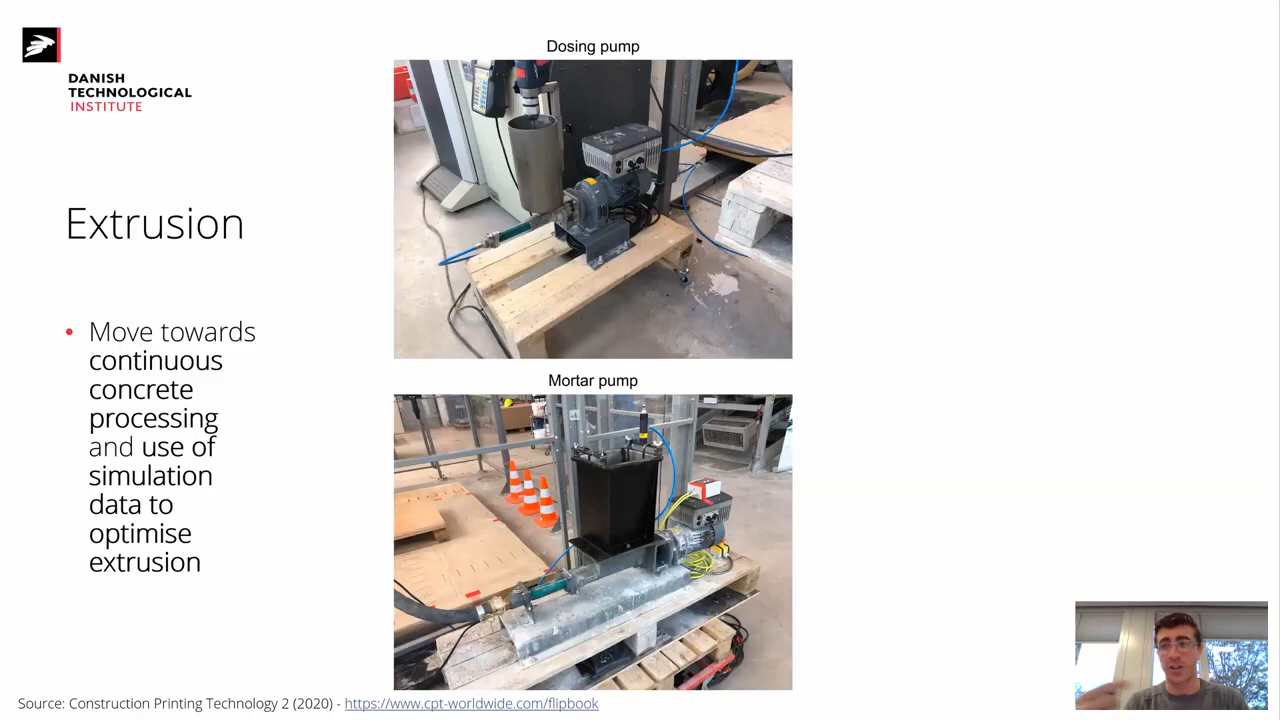 DANISH
TECHNOLOGICAL
INSTITUTE
Extrusion
• Move towards
continuous
concrete
processing
and use of
simulation
data to
optimise
extrusion
Dosing pump
Mortar pump
Source: Construction Printing Technology 2 (2020) - https://www.cpt-worldwide.com/flipbook